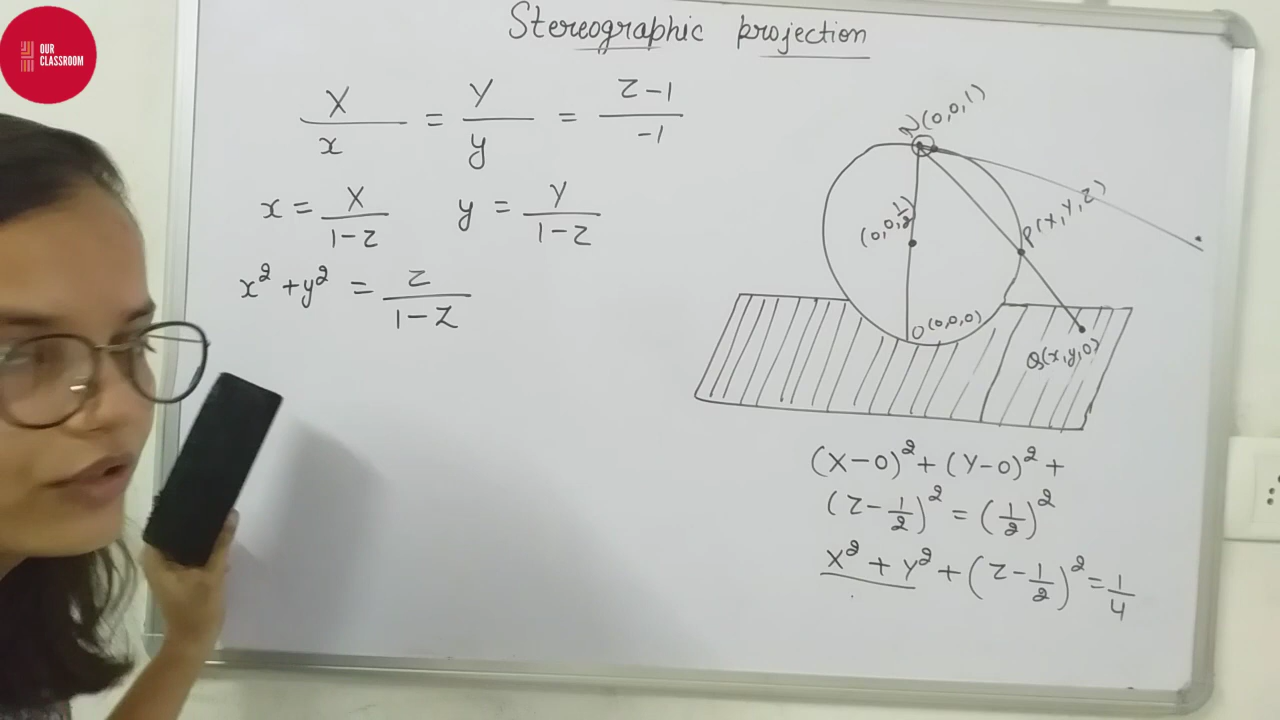 OUR CLASSROOM
Stereographic projection
X/x = Y/y = Z-1/-1
x = X/1-Z y = Y/1-Z
x² + y² = Z/1-Z
N(0,0,1)
(0,0,1/2)
P(X,Y,Z)
O(0,0,0)
Q(x,y,0)
(X-0)² + (Y-0)² +
(Z-1/2)² = (1/2)²
X² + Y² + (Z-1/2)² = 1/4